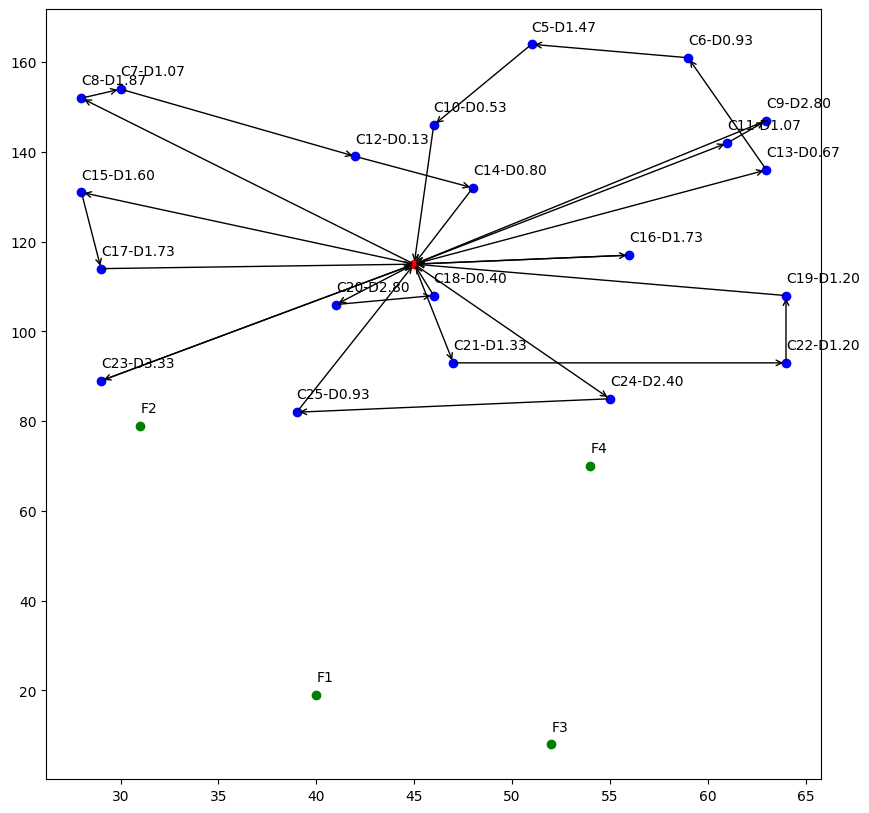 C5-D1.47
C6-D0.93
C7-D1.07
C8-D1.87
C9-D2.80
C10-D0.53
C11-D1.07
C12-D0.13
C13-D0.67
C14-D0.80
C15-D1.60
C16-D1.73
C17-D1.73
C18-D0.40
C19-D1.20
C20-D2.80
C21-D1.33
C22-D1.20
C23-D3.33
C24-D2.40
C25-D0.93
F2
F4
F1
F3
160
140
120
100
80
60
40
20
30
35
40
45
50
55
60
65